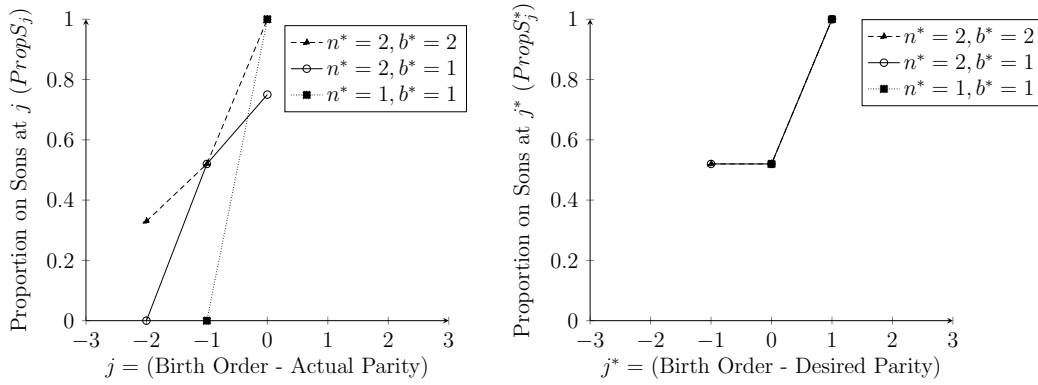 Proportion on Sons at j (PropS_j)
1
0.8
0.6
0.4
0.2
0
−3 −2 −1 0 1 2 3
j = (Birth Order - Actual Parity)
n* = 2, b* = 2
n* = 2, b* = 1
n* = 1, b* = 1
Proportion on Sons at j* (PropS*_j)
1
0.8
0.6
0.4
0.2
0
−3 −2 −1 0 1 2 3
j* = (Birth Order - Desired Parity)
n* = 2, b* = 2
n* = 2, b* = 1
n* = 1, b* = 1